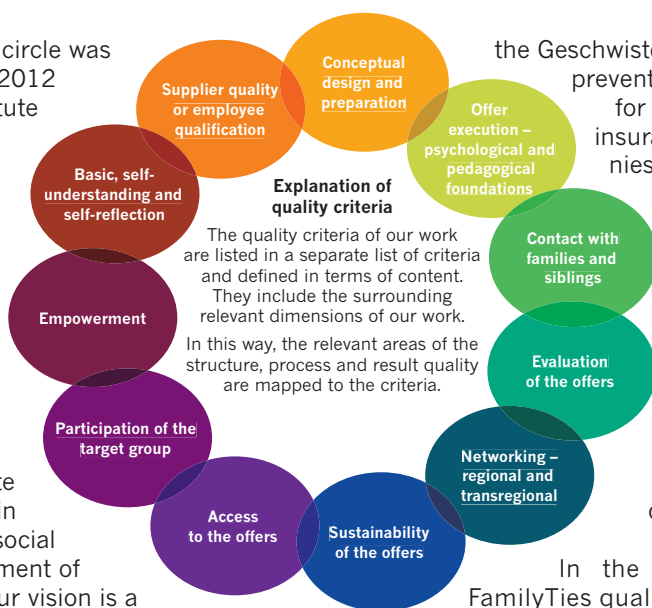 circle was
2012
tute
the Geschwiste
prevent
for
insura
nies
Conceptual
design and
preparation
Supplier quality
or employee
qualification
Offer
execution –
psychological and
pedagogical
foundations
Basic, self-
understanding and
self-reflection
Explanation of
quality criteria
The quality criteria of our work
are listed in a separate list of criteria
and defined in terms of content.
They include the surrounding
relevant dimensions of our work.
In this way, the relevant areas of the
structure, process and result quality
are mapped to the criteria.
Contact with
families and
siblings
Empowerment
Evaluation
of the offers
Participation of the
target group
Networking –
regional and
transregional
Access
to the offers
Sustainability
of the offers
te
in
social
ment of
ur vision is a
In the
FamilyTies qual